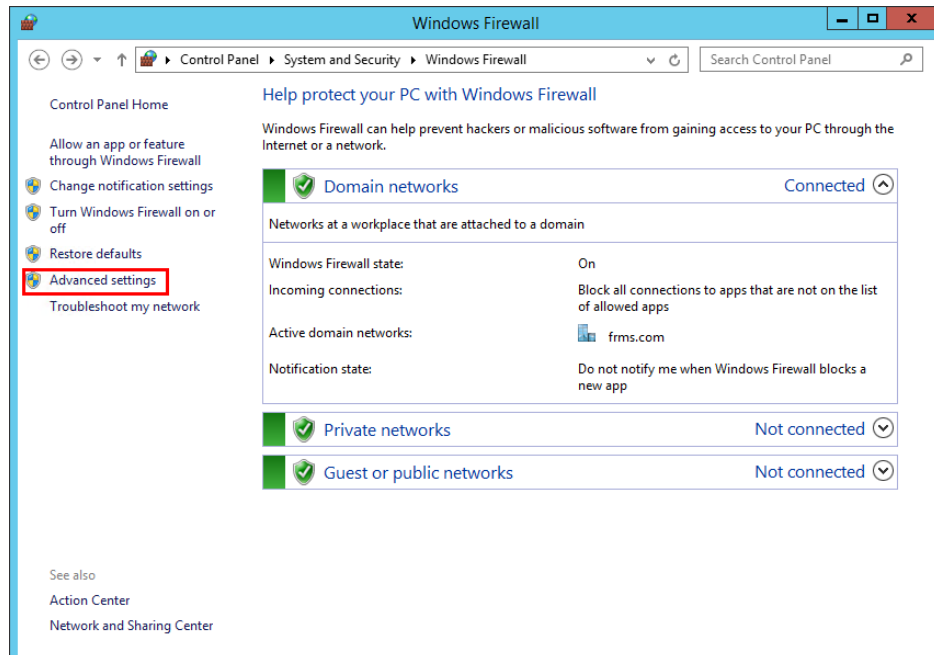 Windows Firewall
Control Panel ▸ System and Security ▸ Windows Firewall
Search Control Panel
Control Panel Home
Allow an app or feature
through Windows Firewall
Change notification settings
Turn Windows Firewall on or
off
Restore defaults
Advanced settings
Troubleshoot my network
See also
Action Center
Network and Sharing Center
Help protect your PC with Windows Firewall
Windows Firewall can help prevent hackers or malicious software from gaining access to your PC through the
Internet or a network.
Domain networks Connected
Networks at a workplace that are attached to a domain
Windows Firewall state: On
Incoming connections: Block all connections to apps that are not on the list
of allowed apps
Active domain networks: frms.com
Notification state: Do not notify me when Windows Firewall blocks a
new app
Private networks Not connected
Guest or public networks Not connected